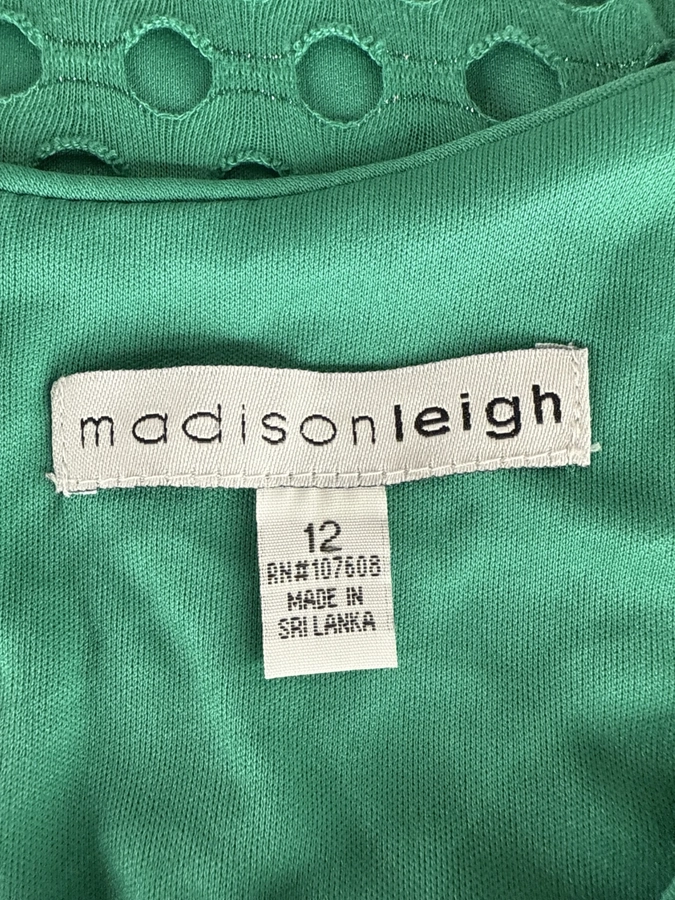 madisonleigh
12
RN#107608
MADE IN
SRI LANKA